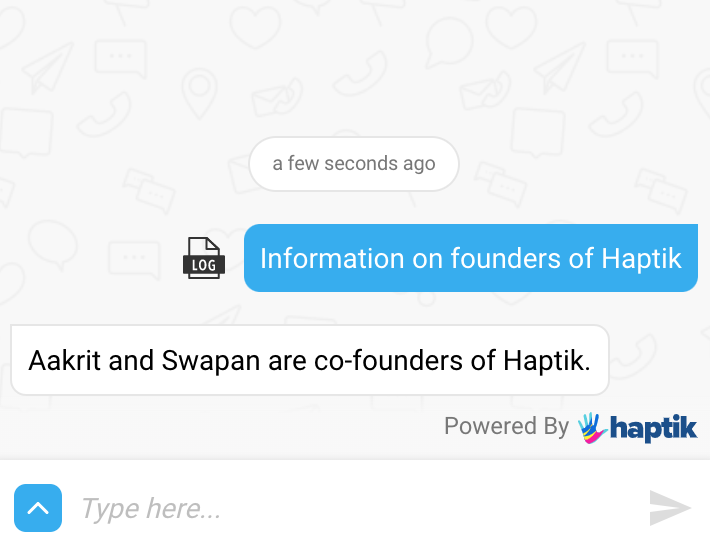 a few seconds ago
LOG
Information on founders of Haptik
Aakrit and Swapan are co-founders of Haptik.
Powered By haptik
Type here...